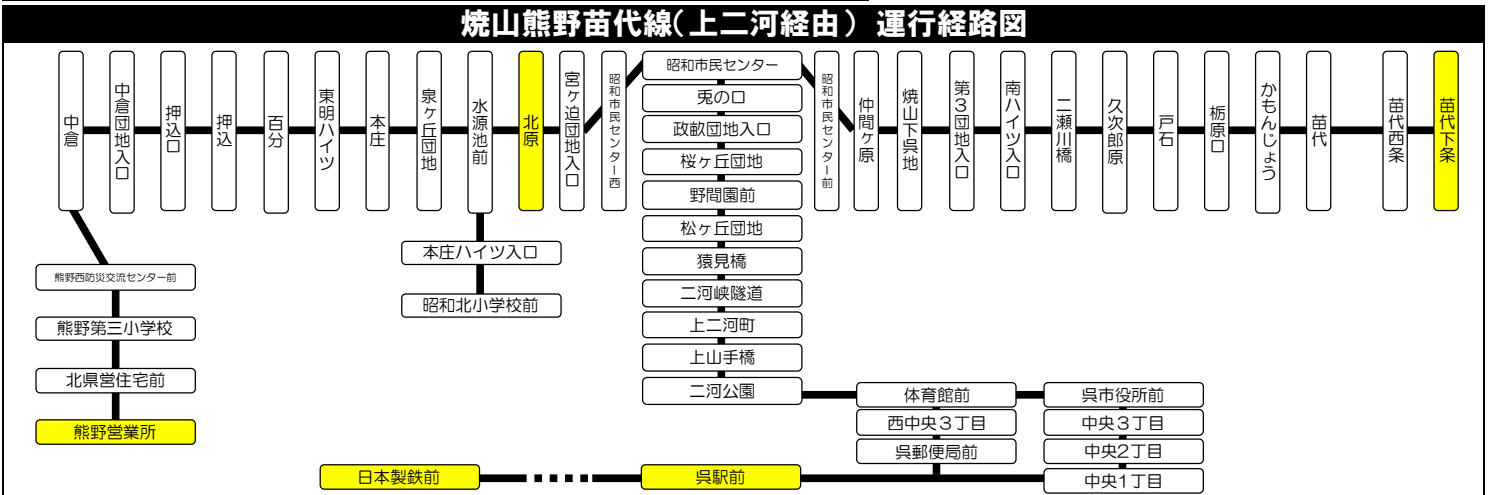 焼山熊野苗代線(上二河経由) 運行経路図
中倉
中倉団地入口
押込口
押込
百分
東明ハイツ
本庄
泉ヶ丘団地
水源池前
北原
宮ヶ迫団地入口
昭和市民センター西
昭和市民センター
兎の口
政畝団地入口
桜ヶ丘団地
野間園前
松ヶ丘団地
猿見橋
二河峡隧道
上二河町
上山手橋
二河公園
昭和市民センター前
仲間ヶ原
焼山下呉地
第3団地入口
南ハイツ入口
二瀬川橋
久次郎原
戸石
栃原口
かもんじょう
苗代
苗代西条
苗代下条
熊野西防災交流センター前
熊野第三小学校
北県営住宅前
熊野営業所
本庄ハイツ入口
昭和北小学校前
体育館前
西中央3丁目
呉郵便局前
呉市役所前
中央3丁目
中央2丁目
中央1丁目
日本製鉄前
呉駅前